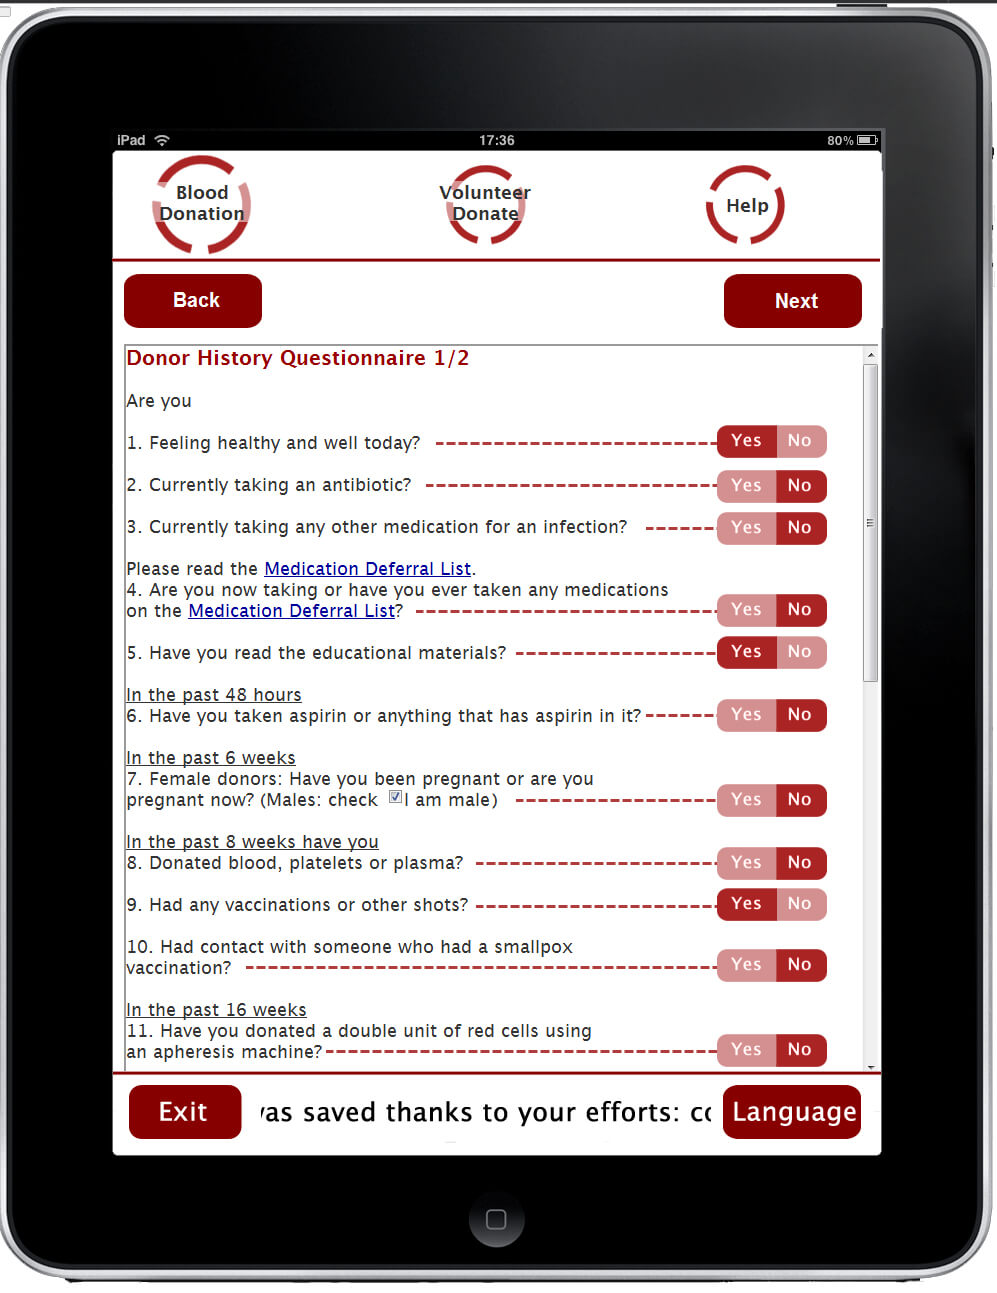 iPad 17:36 80%
Blood
Donation
Volunteer
Donate
Help
Back Next
Donor History Questionnaire 1/2
Are you
1. Feeling healthy and well today? Yes No
2. Currently taking an antibiotic? Yes No
3. Currently taking any other medication for an infection? Yes No
Please read the Medication Deferral List.
4. Are you now taking or have you ever taken any medications
on the Medication Deferral List? Yes No
5. Have you read the educational materials? Yes No
In the past 48 hours
6. Have you taken aspirin or anything that has aspirin in it? Yes No
In the past 6 weeks
7. Female donors: Have you been pregnant or are you
pregnant now? (Males: check I am male) Yes No
In the past 8 weeks have you
8. Donated blood, platelets or plasma? Yes No
9. Had any vaccinations or other shots? Yes No
10. Had contact with someone who had a smallpox
vaccination? Yes No
In the past 16 weeks
11. Have you donated a double unit of red cells using
an apheresis machine? Yes No
Exit saved thanks to your efforts: Language